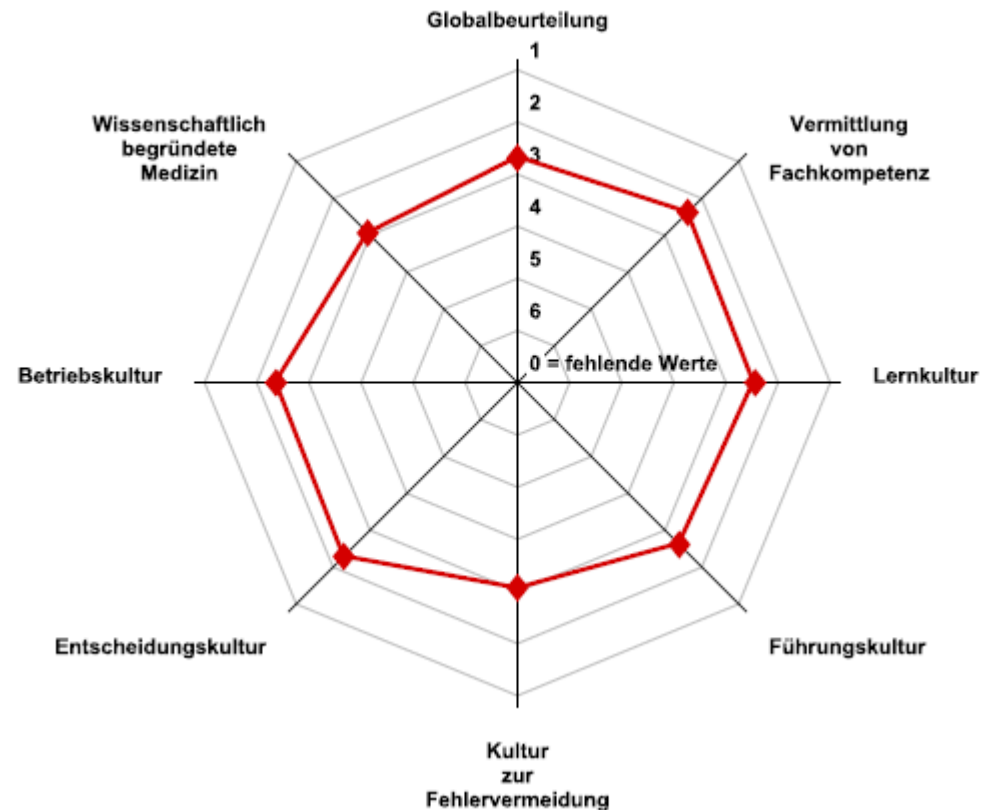 Globalbeurteilung
1
2
3
4
5
6
0 = fehlende Werte
Vermittlung
von
Fachkompetenz
Lernkultur
Führungskultur
Kultur
zur
Fehlervermeidung
Entscheidungskultur
Betriebskultur
Wissenschaftlich
begründete
Medizin